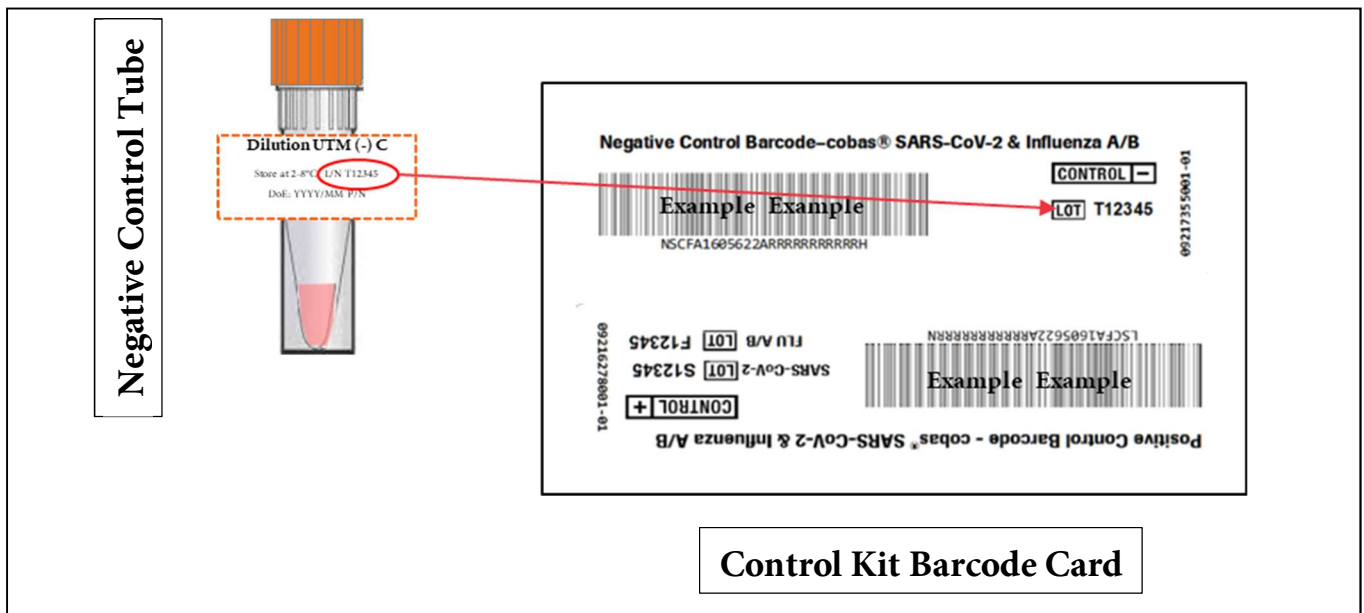 Negative Control Tube
Dilution UTM (-) C
Store at 2-8°C L/N T12345
DoE: YYYY/MM P/N
Negative Control Barcode–cobas® SARS-CoV-2 & Influenza A/B
CONTROL –
Example Example
LOT T12345
NSCFA1605622ARRRRRRRRRRRH
09217355001-01
Positive Control Barcode - cobas® SARS-CoV-2 & Influenza A/B
CONTROL +
Example Example
SARS-CoV-2 LOT S12345
FLU A/B LOT F12345
09216278001-01
Control Kit Barcode Card